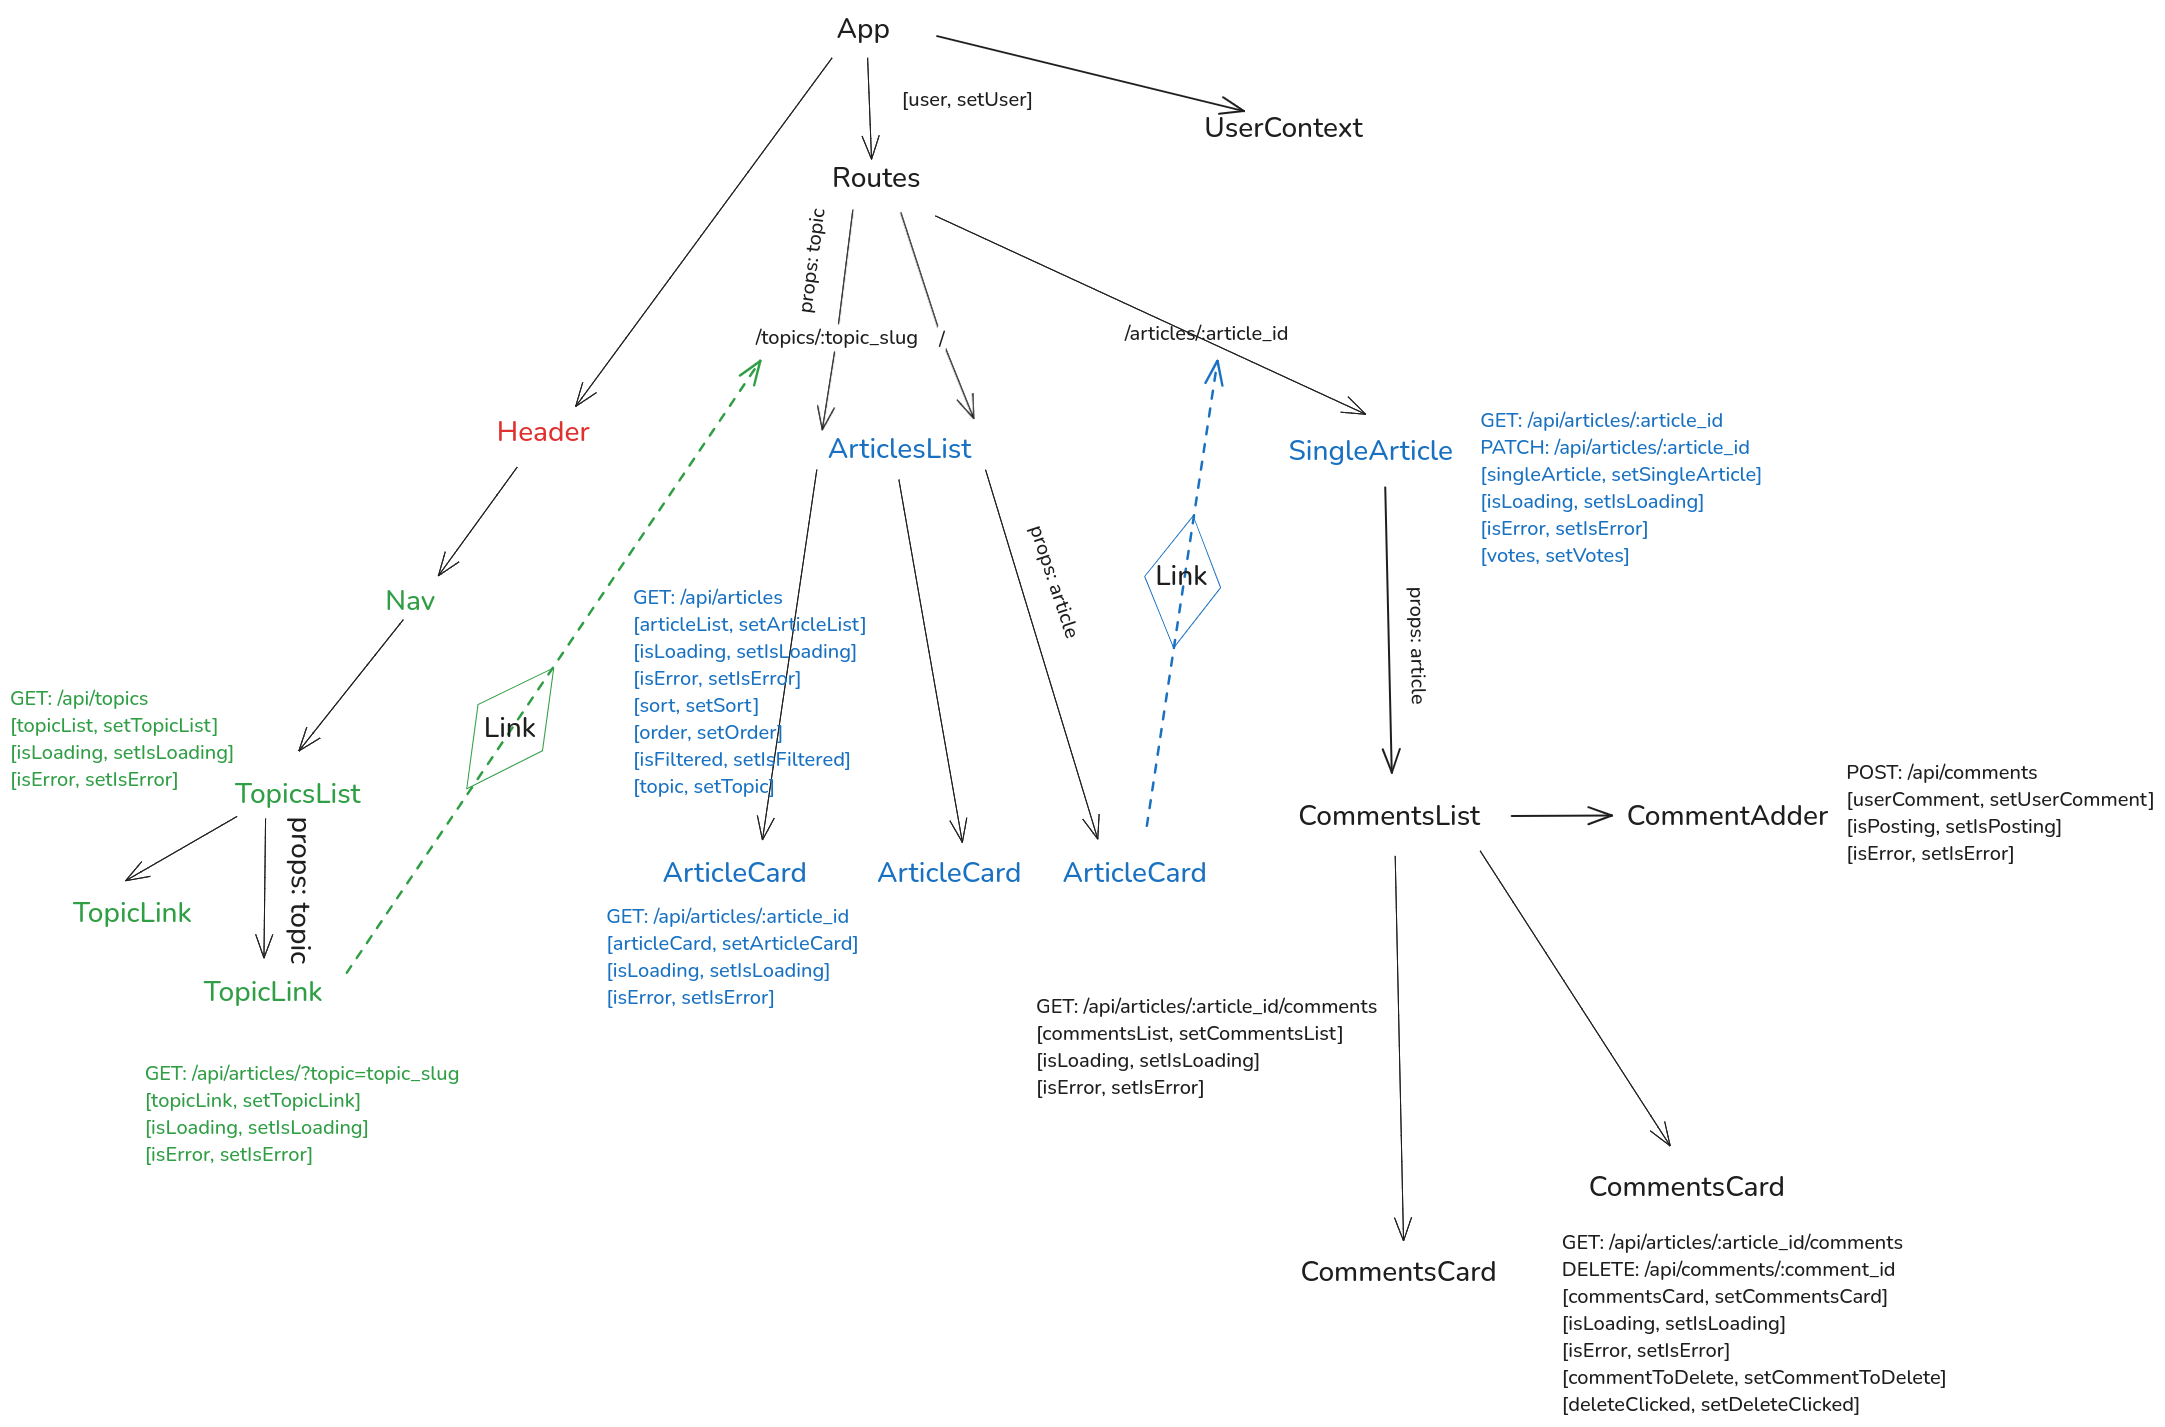 App
[user, setUser]
UserContext
Routes
props: topic
/topics/:topic_slug
/
/articles/:article_id
Header
ArticlesList
SingleArticle
GET: /api/articles/:article_id
PATCH: /api/articles/:article_id
[singleArticle, setSingleArticle]
[isLoading, setIsLoading]
[isError, setIsError]
[votes, setVotes]
props: article
Link
Nav
GET: /api/articles
[articleList, setArticleList]
[isLoading, setIsLoading]
[isError, setIsError]
[sort, setSort]
[order, setOrder]
[isFiltered, setIsFiltered]
[topic, setTopic]
props: article
GET: /api/topics
[topicList, setTopicList]
[isLoading, setIsLoading]
[isError, setIsError]
Link
TopicsList
props: topic
CommentsList
CommentAdder
POST: /api/comments
[userComment, setUserComment]
[isPosting, setIsPosting]
[isError, setIsError]
ArticleCard
ArticleCard
ArticleCard
TopicLink
GET: /api/articles/:article_id
[articleCard, setArticleCard]
[isLoading, setIsLoading]
[isError, setIsError]
TopicLink
GET: /api/articles/:article_id/comments
[commentsList, setCommentsList]
[isLoading, setIsLoading]
[isError, setIsError]
GET: /api/articles/?topic=topic_slug
[topicLink, setTopicLink]
[isLoading, setIsLoading]
[isError, setIsError]
CommentsCard
CommentsCard
GET: /api/articles/:article_id/comments
DELETE: /api/comments/:comment_id
[commentsCard, setCommentsCard]
[isLoading, setIsLoading]
[isError, setIsError]
[commentToDelete, setCommentToDelete]
[deleteClicked, setDeleteClicked]